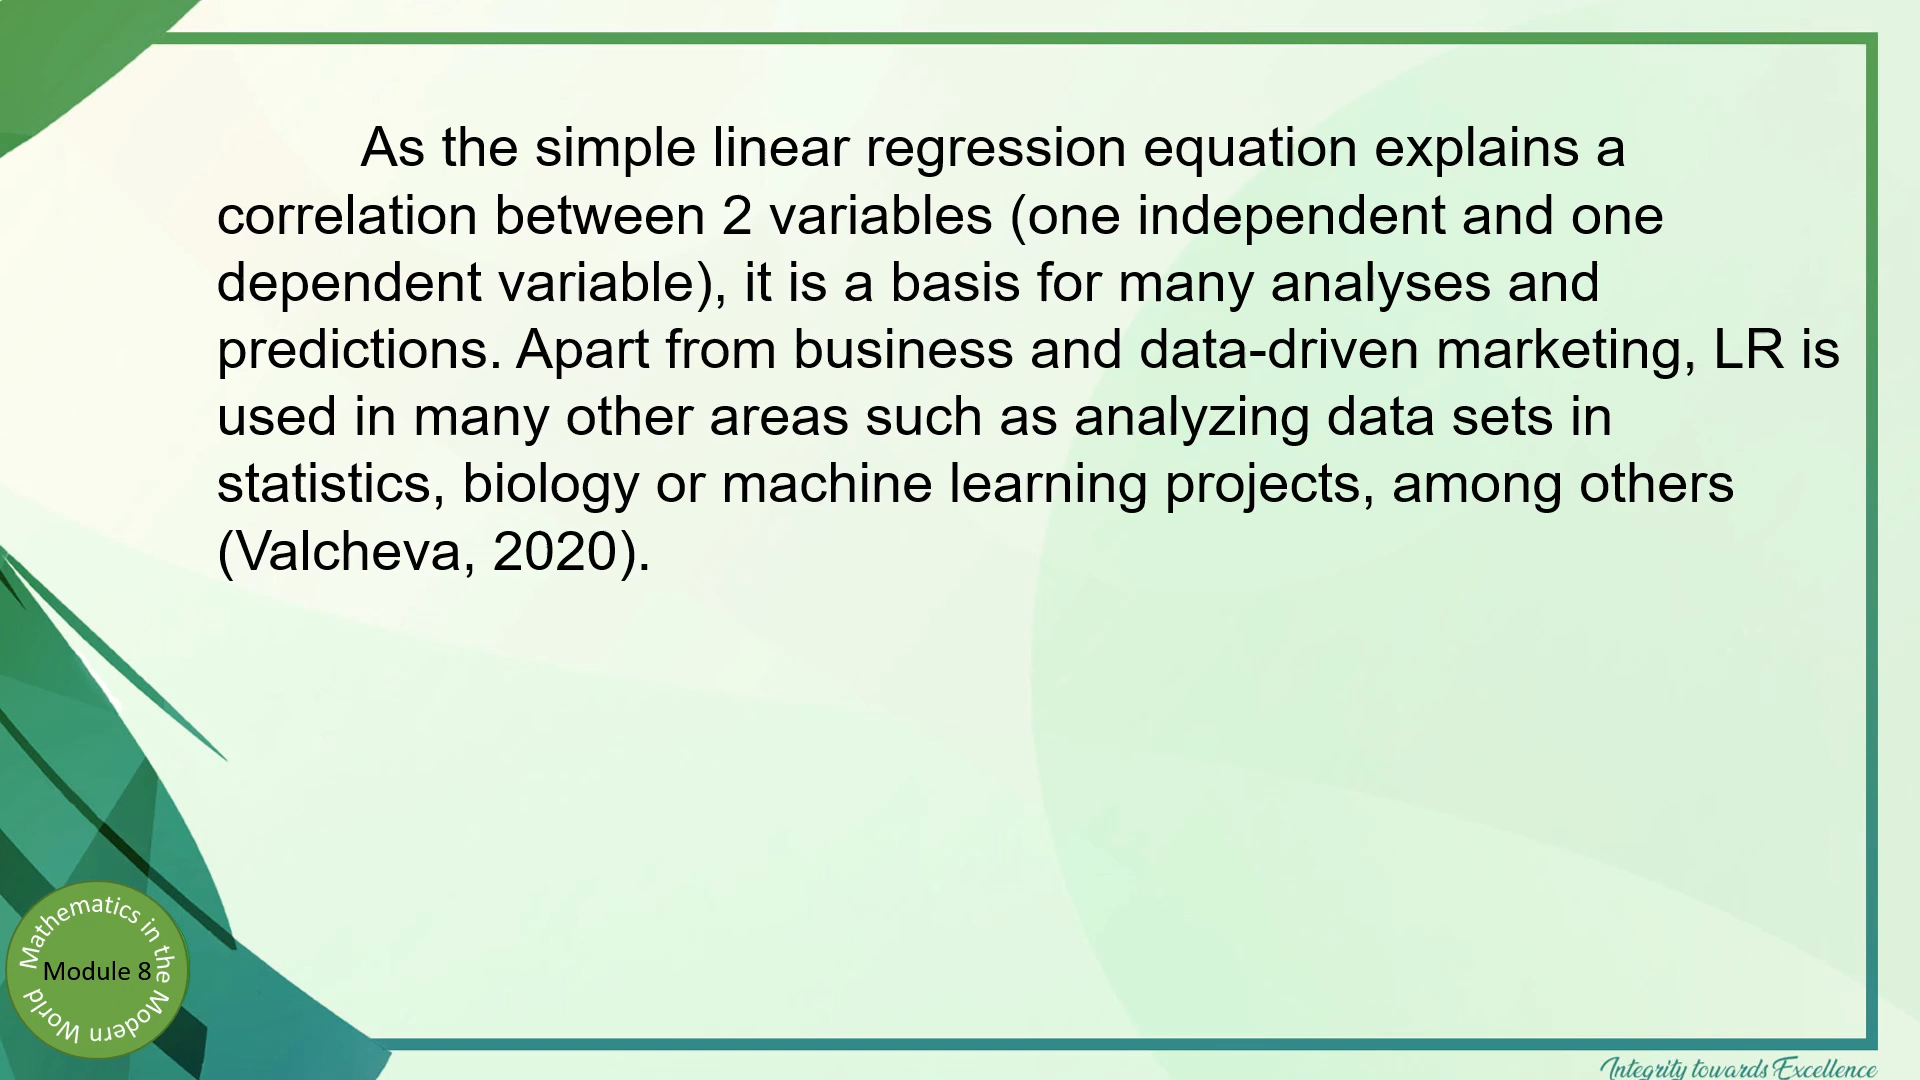 As the simple linear regression equation explains a
correlation between 2 variables (one independent and one
dependent variable), it is a basis for many analyses and
predictions. Apart from business and data-driven marketing, LR is
used in many other areas such as analyzing data sets in
statistics, biology or machine learning projects, among others
(Valcheva, 2020).
Mathematics in the Modern World
Module 8
Integrity towards Excellence